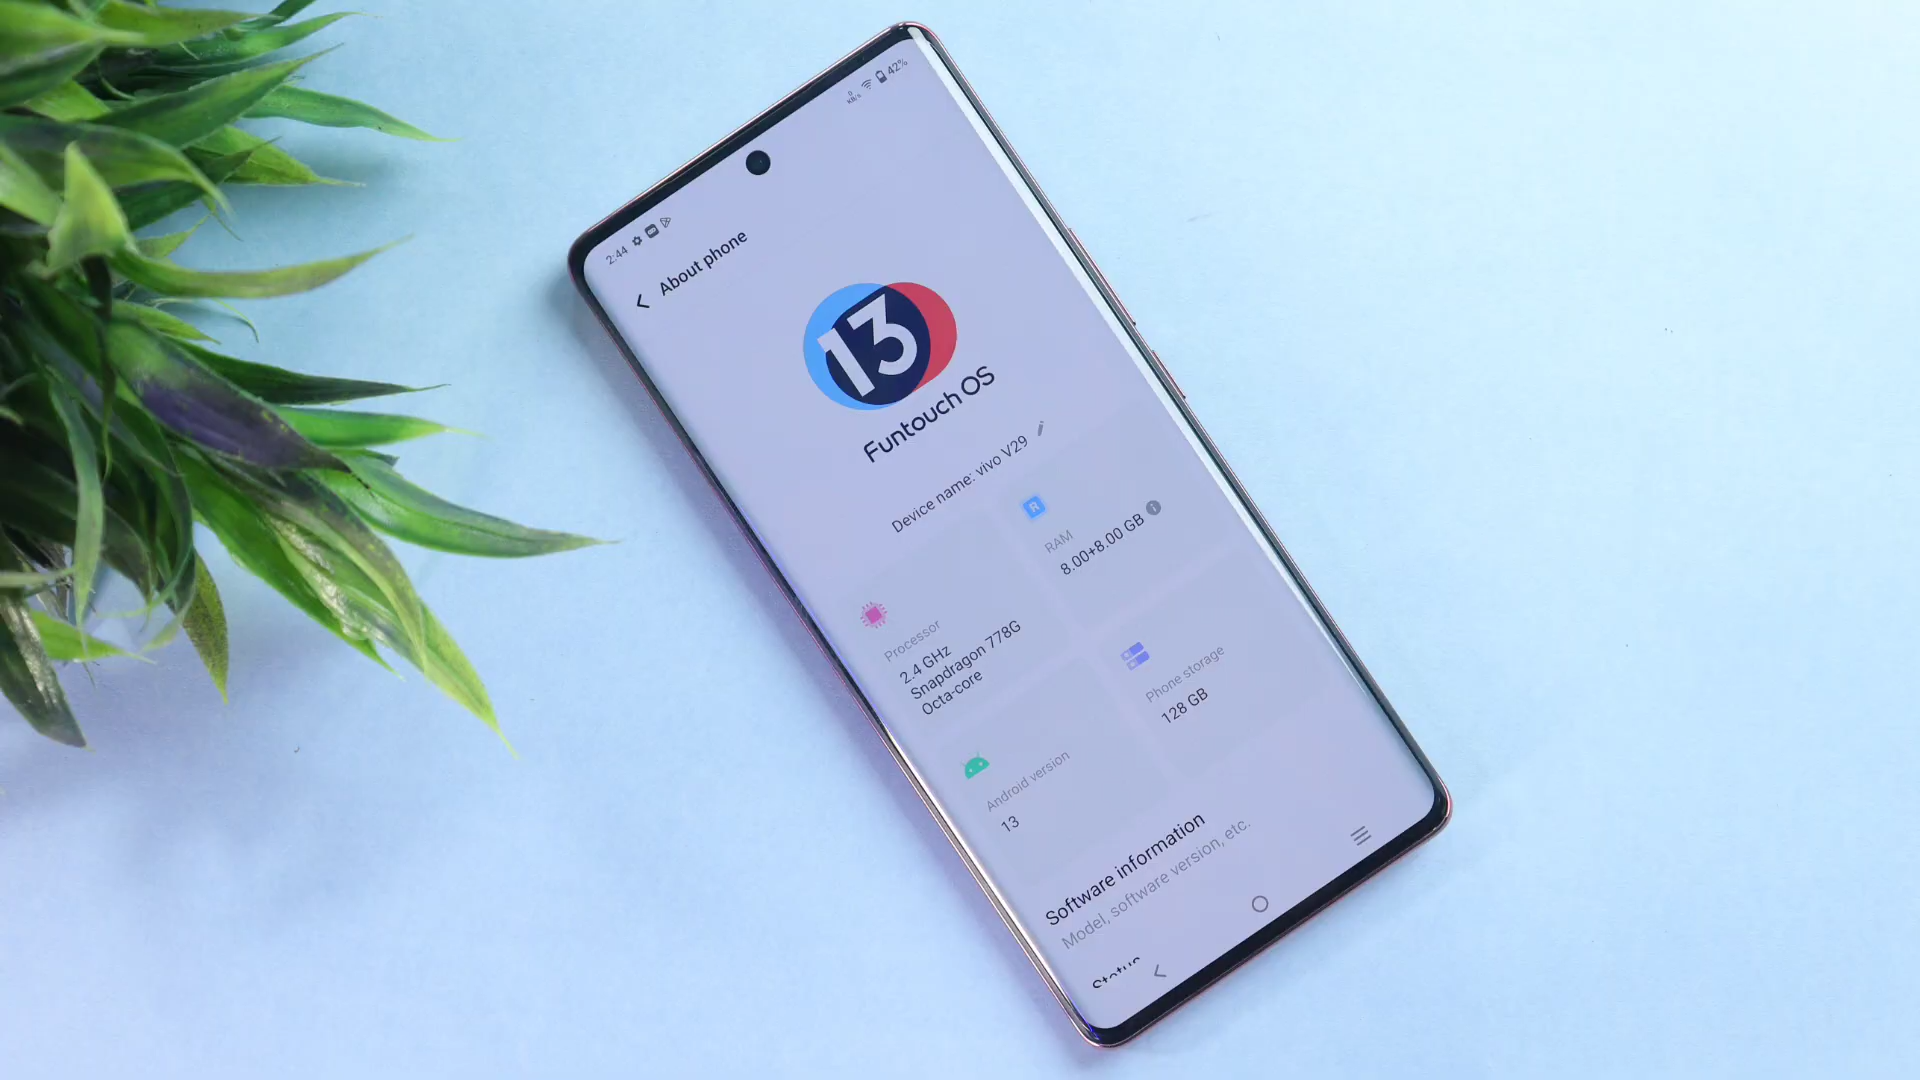 2:44
0
KB/s
42%
About phone
13
Funtouch OS
Device name: vivo V29
Processor
2.4 GHz
Snapdragon 778G
Octa-core
R
RAM
8.00+8.00 GB
Android version
13
Phone storage
128 GB
Software information
Model, software version, etc.
Status